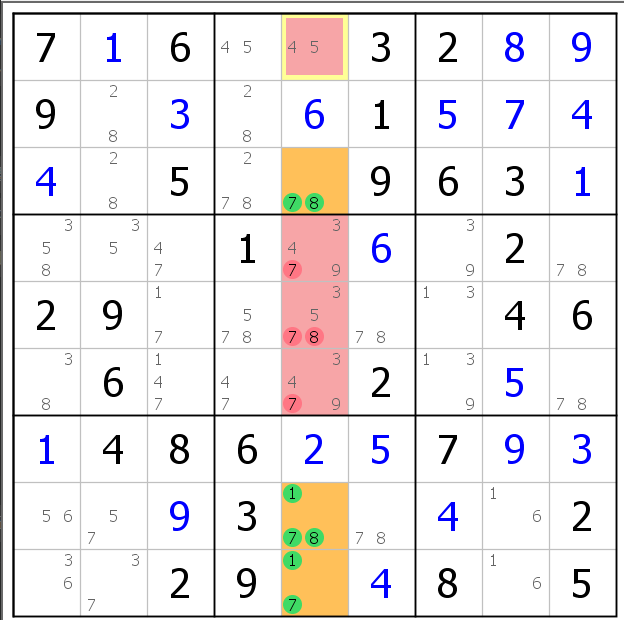 7 1 6 4 5 4 5 3 2 8 9
2 2
9 3 6 1 5 7 4
8 8
2 2
4 5 9 6 3 1
8 7 8 7 8
3 3 3 3
5 5 4 1 4 6 2
8 7 7 9 9 7 8
1 3 1 3
2 9 5 5 4 6
7 7 8 7 8 7 8
3 1 3 1 3
6 4 4 4 2 5
8 7 7 7 9 9 7 8
1 4 8 6 2 5 7 9 3
1 1
5 6 5 9 3 4 6 2
7 7 8 7 8
3 3 1 1
6 2 9 4 8 6 5
7 7